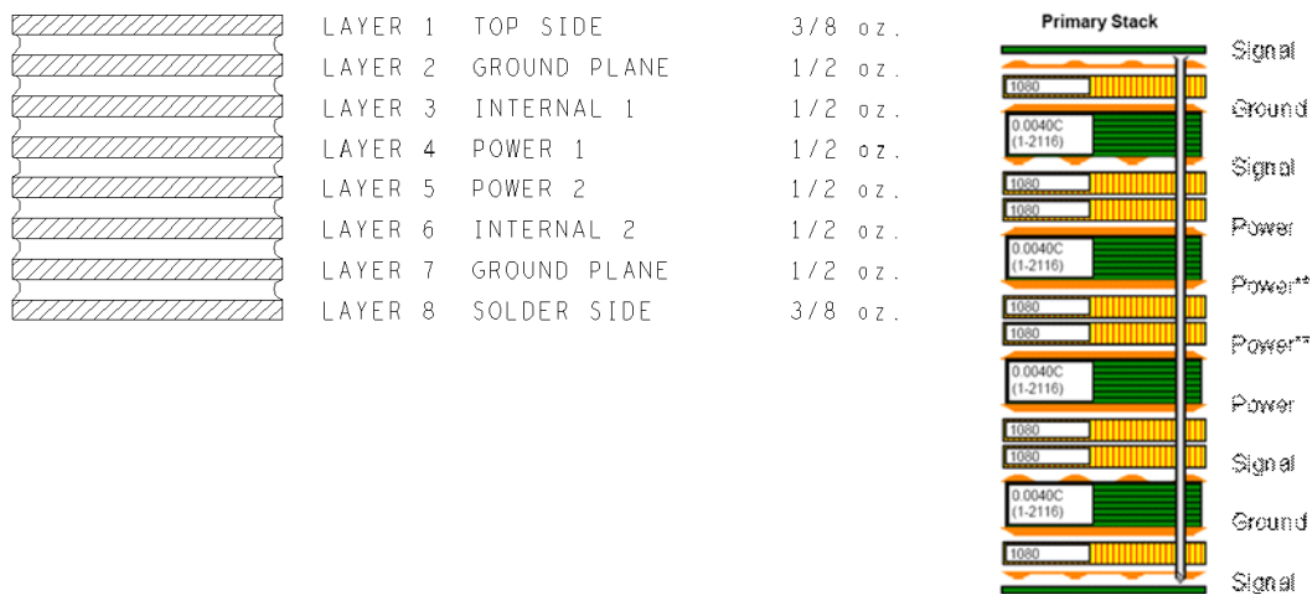 LAYER 1 TOP SIDE 3/8 oz.
LAYER 2 GROUND PLANE 1/2 oz.
LAYER 3 INTERNAL 1 1/2 oz.
LAYER 4 POWER 1 1/2 oz.
LAYER 5 POWER 2 1/2 oz.
LAYER 6 INTERNAL 2 1/2 oz.
LAYER 7 GROUND PLANE 1/2 oz.
LAYER 8 SOLDER SIDE 3/8 oz.
Primary Stack
Signal
1080
Ground
0.0040C
(1-2116)
Signal
1080
1080
Power
0.0040C
(1-2116)
Power**
1080
1080
Power**
0.0040C
(1-2116)
Power
1080
1080
Signal
0.0040C
(1-2116)
Ground
1080
Signal